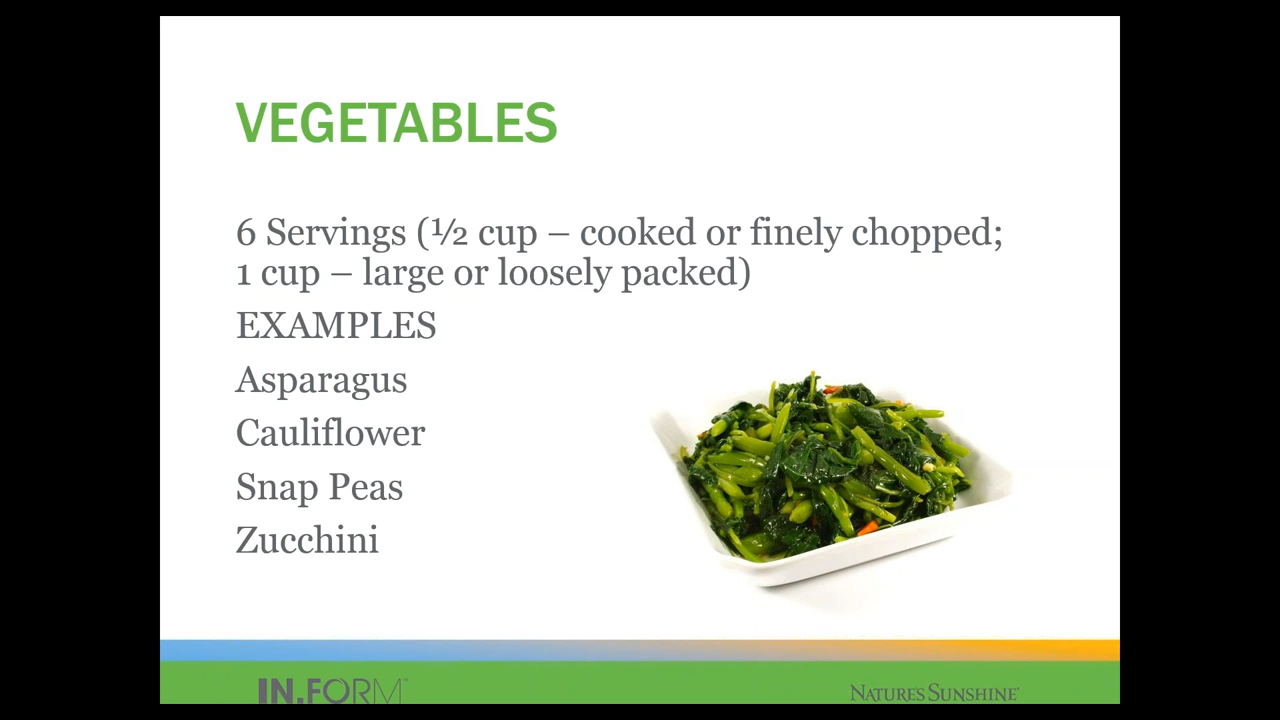 VEGETABLES
6 Servings (½ cup – cooked or finely chopped;
1 cup – large or loosely packed)
EXAMPLES
Asparagus
Cauliflower
Snap Peas
Zucchini
IN.FORM
NATURE'S SUNSHINE